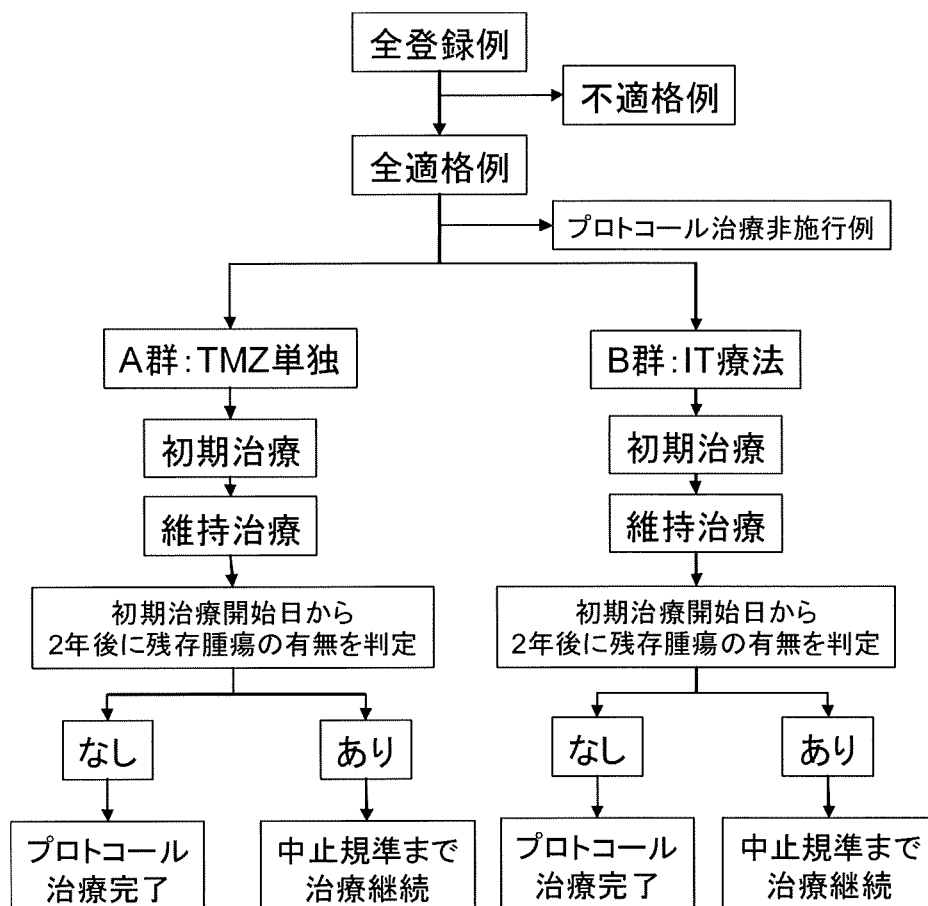 全登録例
不適格例
全適格例
プロトコール治療非施行例
A群:TMZ単独
B群:IT療法
初期治療
初期治療
維持治療
維持治療
初期治療開始日から
2年後に残存腫瘍の有無を判定
初期治療開始日から
2年後に残存腫瘍の有無を判定
なし
あり
なし
あり
プロトコール
治療完了
中止規準まで
治療継続
プロトコール
治療完了
中止規準まで
治療継続